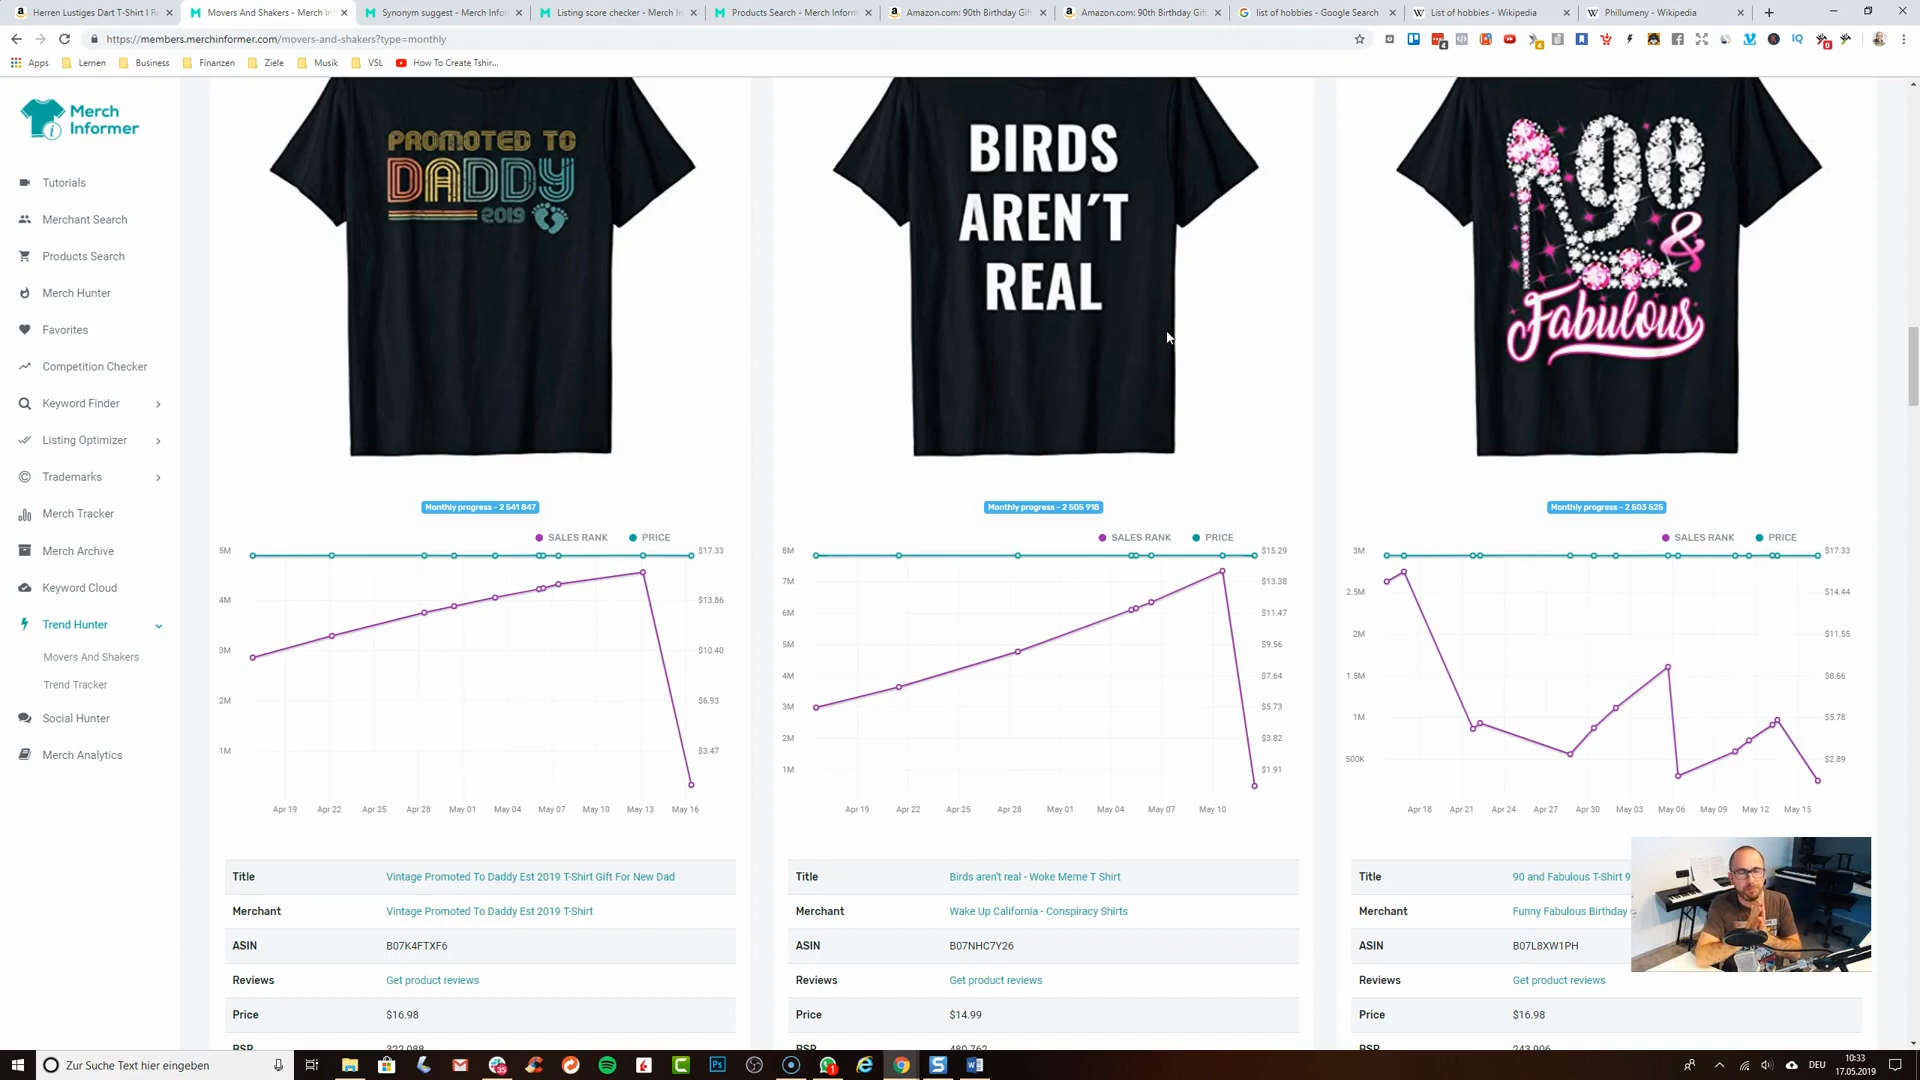 Herren Lustiges Dart T-Shirt I R
Movers And Shakers - Merch In
Synonym suggest - Merch Infor
Listing score checker - Merch In
Products Search - Merch Inform
Amazon.com: 90th Birthday Gif
Amazon.com: 90th Birthday Gif
list of hobbies - Google Search
List of hobbies - Wikipedia
Phillumeny - Wikipedia
https://members.merchinformer.com/movers-and-shakers?type=monthly
Apps
Lernen
Business
Finanzen
Ziele
Musik
VSL
How To Create Tshir...
Merch
Informer
Tutorials
Merchant Search
Products Search
Merch Hunter
Favorites
Competition Checker
Keyword Finder
Listing Optimizer
Trademarks
Merch Tracker
Merch Archive
Keyword Cloud
Trend Hunter
Movers And Shakers
Trend Tracker
Social Hunter
Merch Analytics
PROMOTED TO
DADDY
2019
Monthly progress - 2 541 847
SALES RANK PRICE
5M
4M
3M
2M
1M
$17.33
$13.86
$10.40
$6.93
$3.47
Apr 19 Apr 22 Apr 25 Apr 28 May 01 May 04 May 07 May 10 May 13 May 16
Title Vintage Promoted To Daddy Est 2019 T-Shirt Gift For New Dad
Merchant Vintage Promoted To Daddy Est 2019 T-Shirt
ASIN B07K4FTXF6
Reviews Get product reviews
Price $16.98
BSR 322,088
BIRDS
AREN'T
REAL
Monthly progress - 2 505 918
SALES RANK PRICE
8M
7M
6M
5M
4M
3M
2M
1M
$15.29
$13.38
$11.47
$9.56
$7.64
$5.73
$3.82
$1.91
Apr 19 Apr 22 Apr 25 Apr 28 May 01 May 04 May 07 May 10
Title Birds aren't real - Woke Meme T Shirt
Merchant Wake Up California - Conspiracy Shirts
ASIN B07NHC7Y26
Reviews Get product reviews
Price $14.99
BSR 480,762
90
&
Fabulous
Monthly progress - 2 503 525
SALES RANK PRICE
3M
2.5M
2M
1.5M
1M
500K
$17.33
$14.44
$11.55
$8.66
$5.78
$2.89
Apr 18 Apr 21 Apr 24 Apr 27 Apr 30 May 03 May 06 May 09 May 12 May 15
Title 90 and Fabulous T-Shirt 9
Merchant Funny Fabulous Birthday
ASIN B07L8XW1PH
Reviews Get product reviews
Price $16.98
BSR 243,906
Zur Suche Text hier eingeben
DEU
10:33
17.05.2019